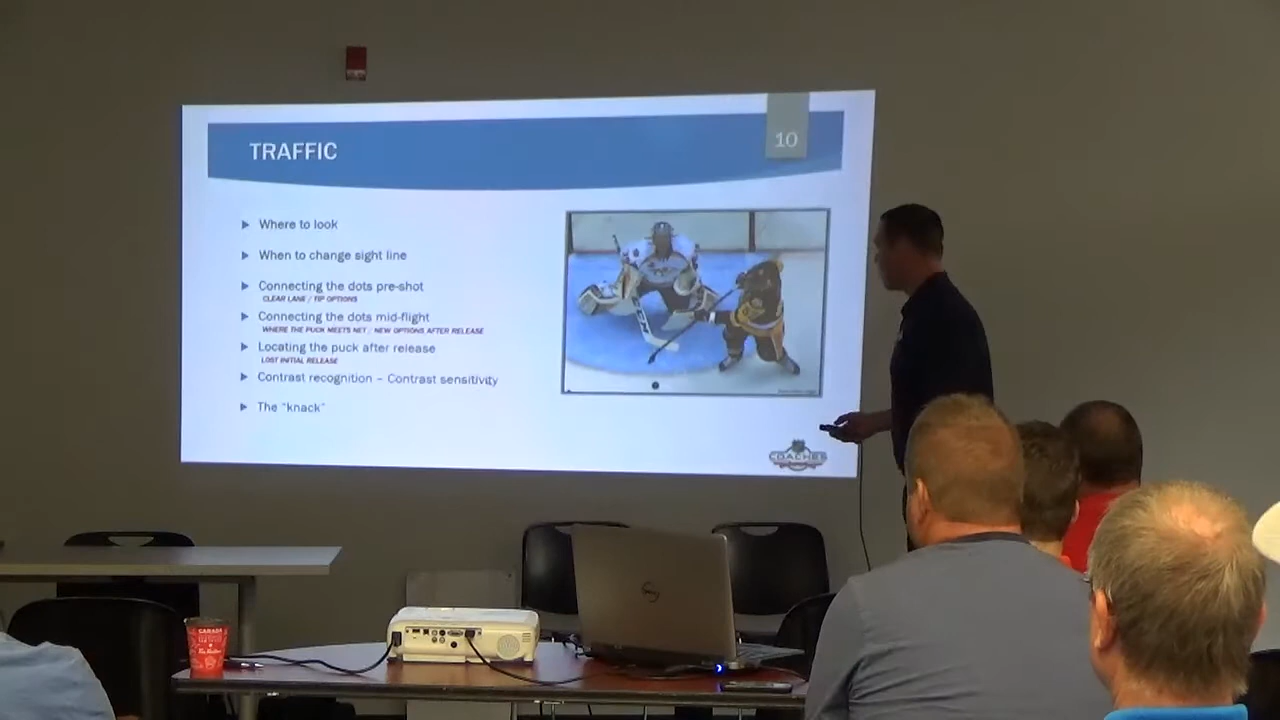 10
TRAFFIC
Where to look
When to change sight line
Connecting the dots pre-shot
CLEAR LANE / TIP OPTIONS
Connecting the dots mid-flight
WHERE THE PUCK MEETS NET / NEW OPTIONS AFTER RELEASE
Locating the puck after release
LOST INITIAL RELEASE
Contrast recognition – Contrast sensitivity
The "knack"
COACHES
CANADA
DELL